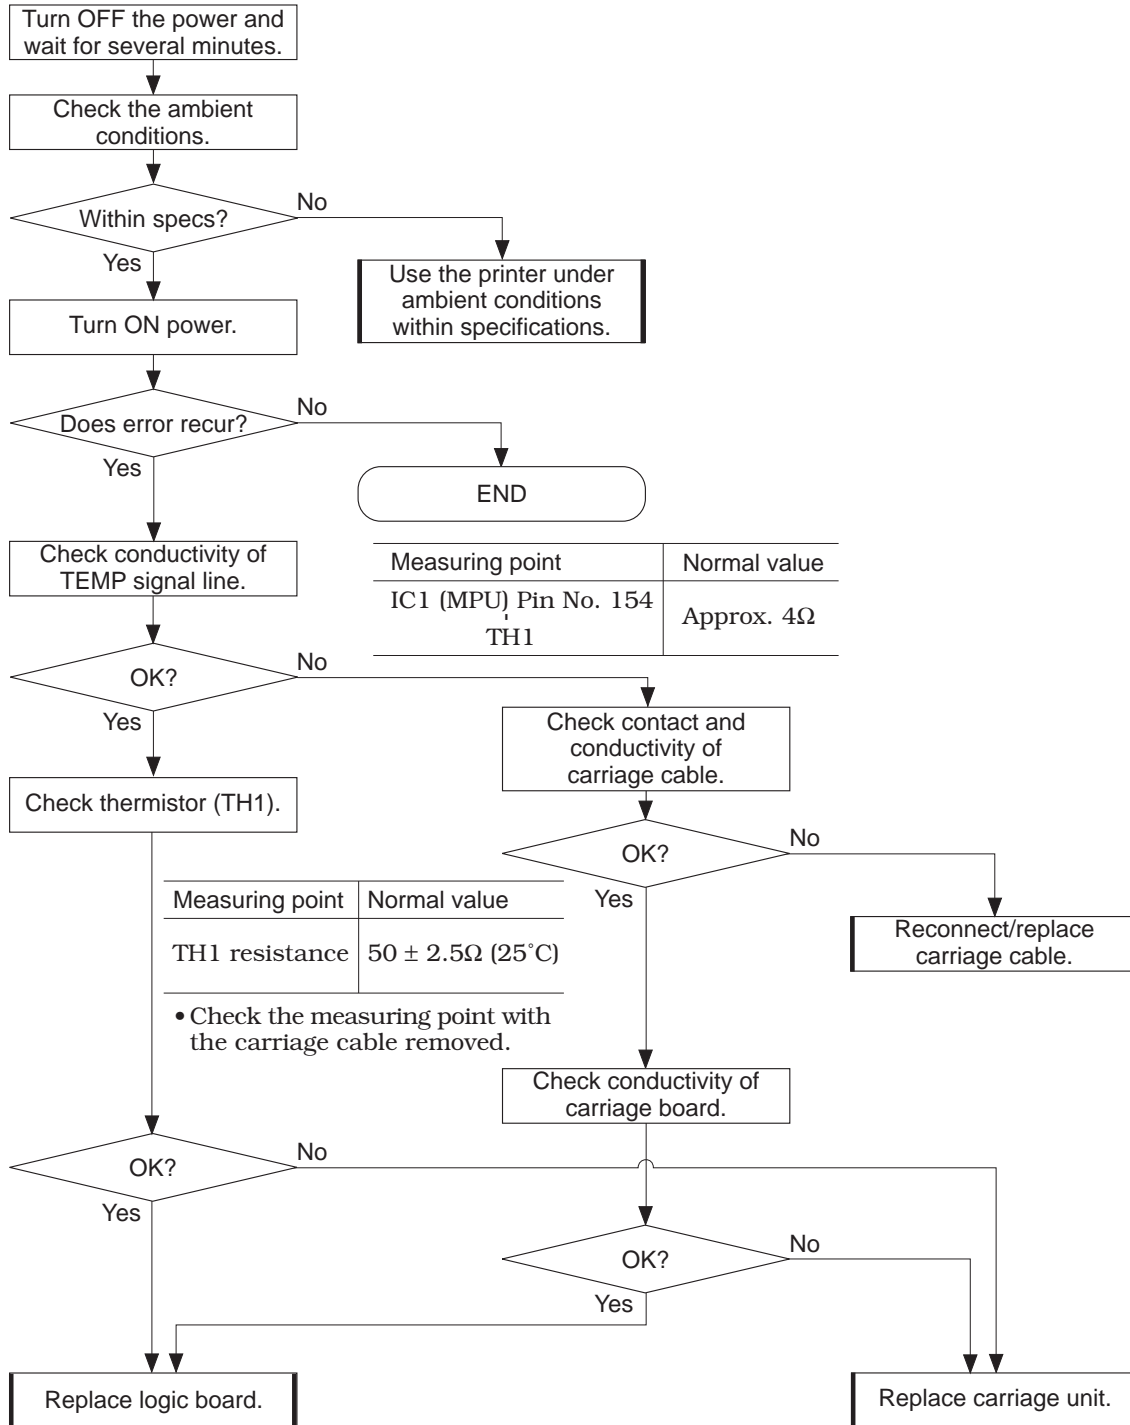 Turn OFF the power and
wait for several minutes.
Check the ambient
conditions.
Within specs?
No
Yes
Use the printer under
ambient conditions
within specifications.
Turn ON power.
Does error recur?
No
Yes
END
Check conductivity of
TEMP signal line.
Measuring point
Normal value
IC1 (MPU) Pin No. 154
TH1
Approx. 4Ω
OK?
No
Yes
Check contact and
conductivity of
carriage cable.
Check thermistor (TH1).
OK?
No
Yes
Reconnect/replace
carriage cable.
Measuring point
Normal value
TH1 resistance
50 ± 2.5Ω (25˚C)
• Check the measuring point with
the carriage cable removed.
Check conductivity of
carriage board.
OK?
No
Yes
OK?
No
Yes
Replace logic board.
Replace carriage unit.